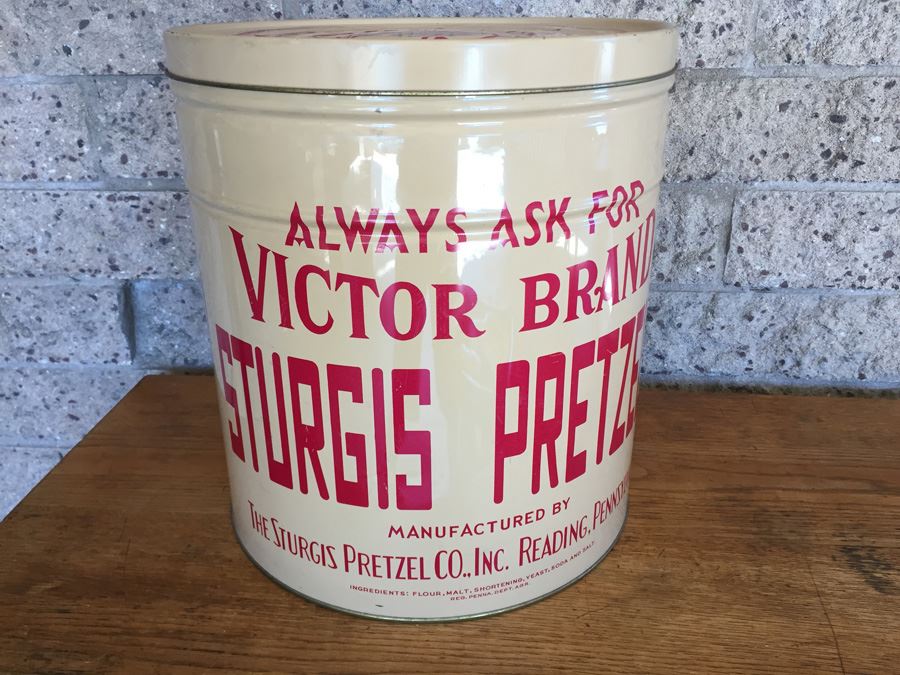 ALWAYS ASK FOR
VICTOR BRAND
STURGIS PRETZE
MANUFACTURED BY
THE STURGIS PRETZEL CO., INC. READING, PENNSY
INGREDIENTS: FLOUR, MALT, SHORTENING, YEAST, SODA AND SALT
REG. PENNA. DEPT. AGR.